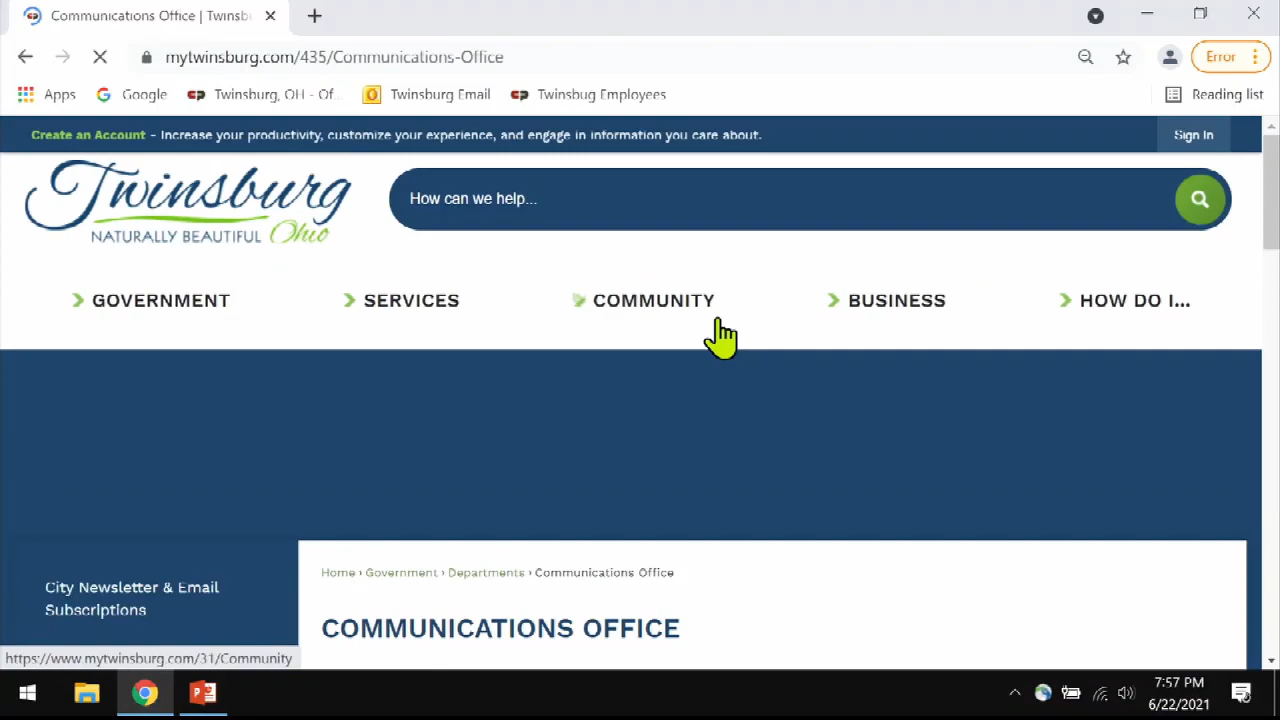 Communications Office | Twinsb
mytwinsburg.com/435/Communications-Office
Error
Apps
Google
Twinsburg, OH - Of...
Twinsburg Email
Twinsbug Employees
Reading list
Create an Account - Increase your productivity, customize your experience, and engage in information you care about.
Sign In
Twinsburg
NATURALLY BEAUTIFUL Ohio
How can we help...
GOVERNMENT
SERVICES
COMMUNITY
BUSINESS
HOW DO I...
City Newsletter & Email
Subscriptions
Home › Government › Departments › Communications Office
COMMUNICATIONS OFFICE
https://www.mytwinsburg.com/31/Community
7:57 PM
6/22/2021